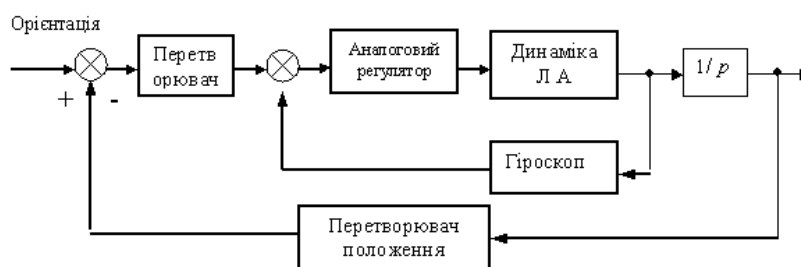 Орієнтація
Перетв
орювач
Аналоговий
регулятор
Динаміка
Л А
1/ p
+ -
Гіроскоп
Перетворювач
положення